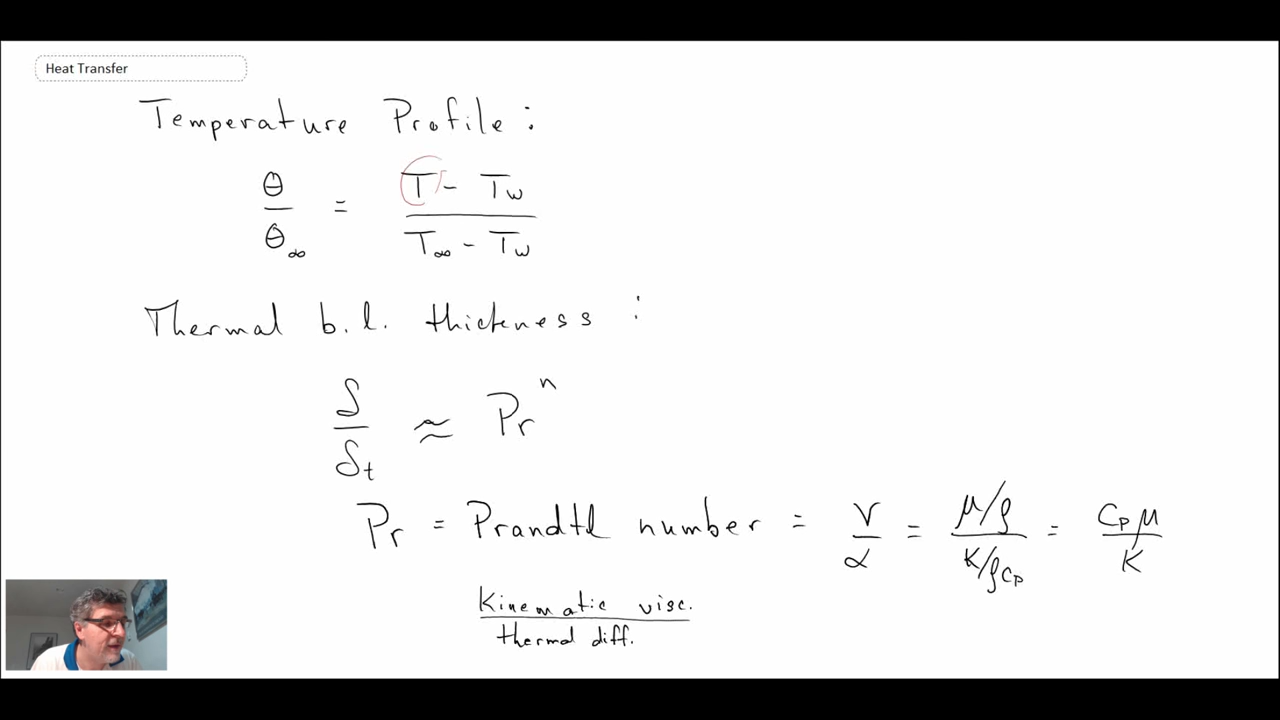 Heat Transfer
Temperature Profile:
θ/θ∞ = (T - Tw)/(T∞ - Tw)
Thermal b.l. thickness:
δ/δt ≈ Pr^n
Pr = Prandtl number = ν/α = (μ/ρ)/(K/ρcp) = cpμ/K
Kinematic visc.
thermal diff.